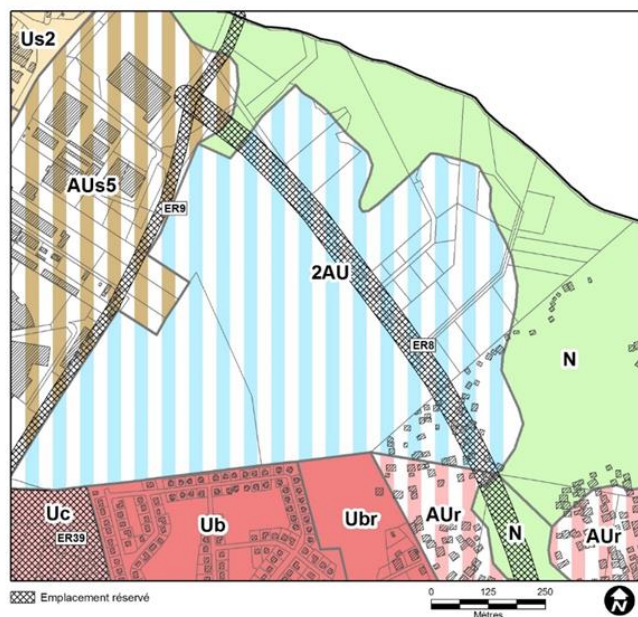 Us2
AUs5
ER9
2AU
ER8
N
Uc
ER39
Ub
Ubr
AUr
N
AUr
Emplacement réservé
0 125 250
Mètres
N